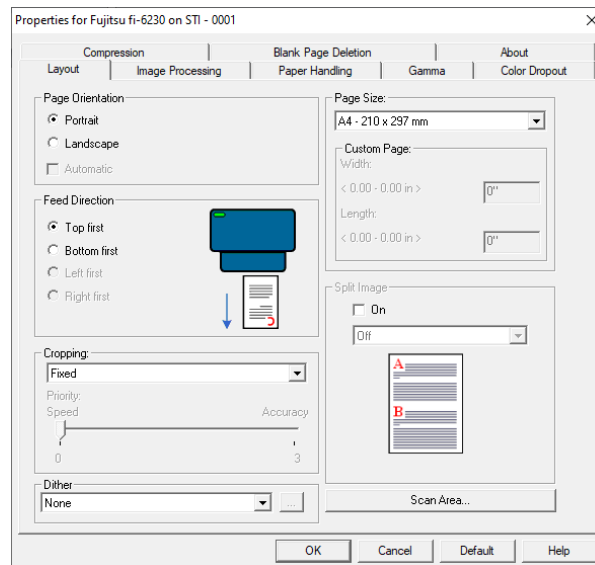 Properties for Fujitsu fi-6230 on STI - 0001
Compression
Blank Page Deletion
About
Layout
Image Processing
Paper Handling
Gamma
Color Dropout
Page Orientation
Portrait
Landscape
Automatic
Feed Direction
Top first
Bottom first
Left first
Right first
Cropping:
Fixed
Priority:
Speed
Accuracy
0
3
Dither
None
...
Page Size:
A4 - 210 x 297 mm
Custom Page:
Width:
< 0.00 - 0.00 in >
0"
Length:
< 0.00 - 0.00 in >
0"
Split Image
On
Off
A
B
Scan Area...
OK
Cancel
Default
Help